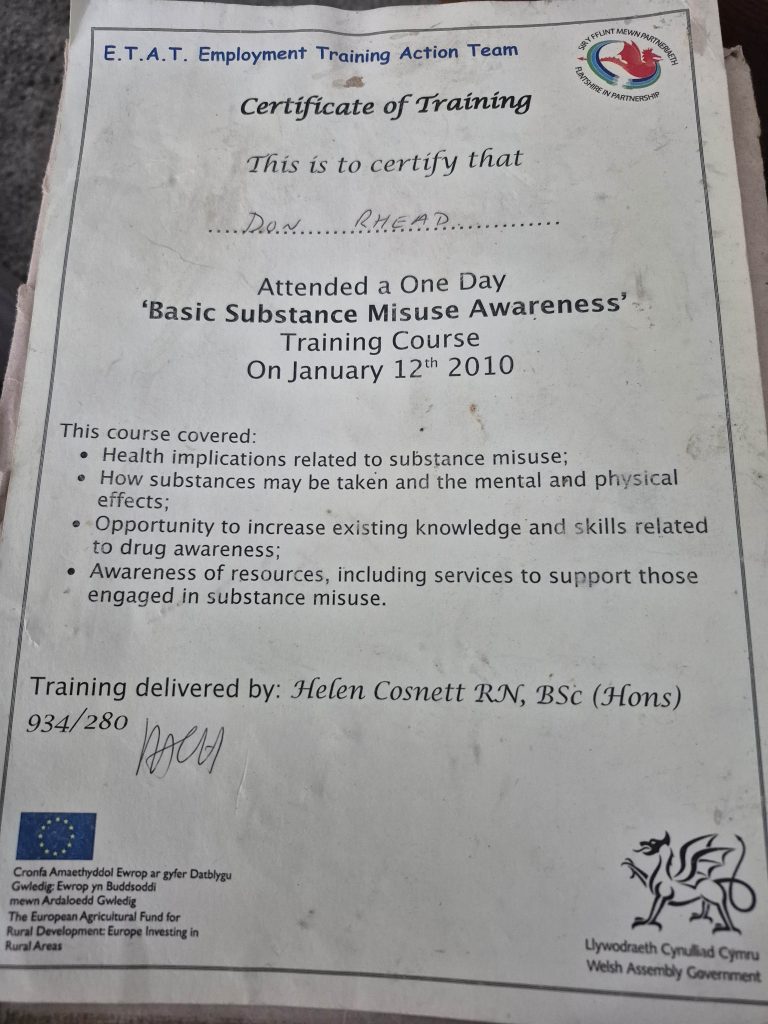 E.T.A.T. Employment Training Action Team
SIR Y FFLINT MEWN PARTNERIAETH
FLINTSHIRE IN PARTNERSHIP
Certificate of Training
This is to certify that
....DON......RHEAD..............
Attended a One Day
‘Basic Substance Misuse Awareness’
Training Course
On January 12th 2010
This course covered:
• Health implications related to substance misuse;
• How substances may be taken and the mental and physical
effects;
• Opportunity to increase existing knowledge and skills related
to drug awareness;
• Awareness of resources, including services to support those
engaged in substance misuse.
Training delivered by: Helen Cosnett RN, BSc (Hons)
934/280
Cronfa Amaethyddol Ewrop ar gyfer Datblygu
Gwledig: Ewrop yn Buddsoddi
mewn Ardaloedd Gwledig
The European Agricultural Fund for
Rural Development: Europe Investing in
Rural Areas
Llywodraeth Cynulliad Cymru
Welsh Assembly Government